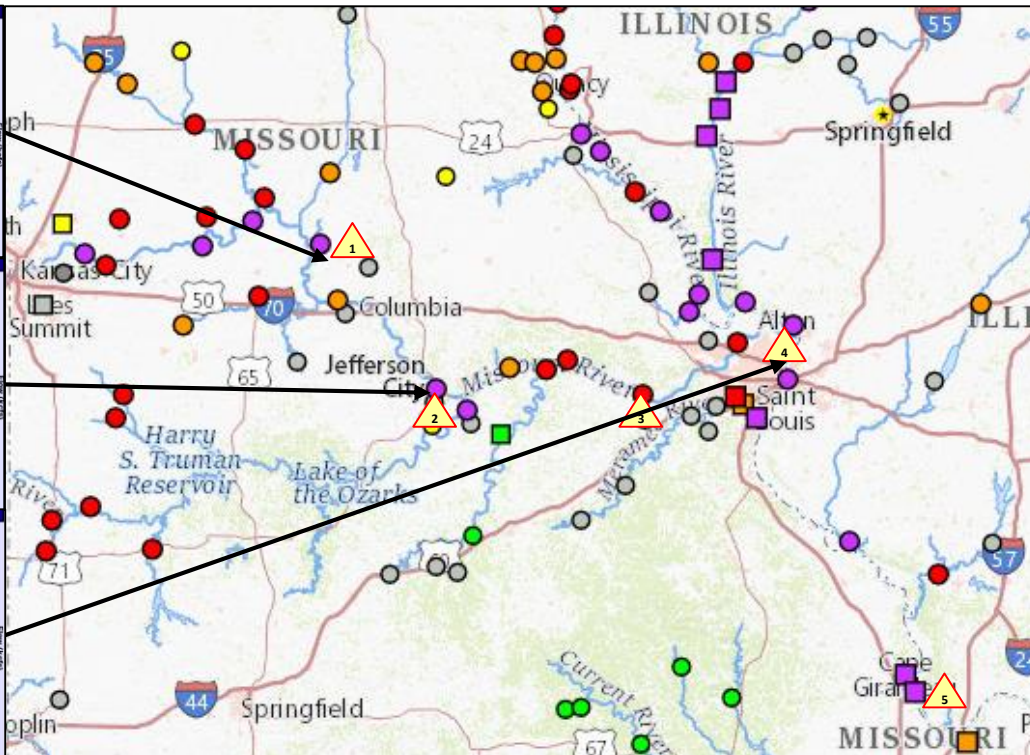 ILLINOIS
55
35
Quincy
ph
MISSOURI
24
Springfield
Mississippi River
Illinois River
th
1
Kansas City
50
70
Columbia
Summit
Alton
ILLI
4
65
Jefferson
City
Missouri River
Saint
Louis
2
3
Harry
S. Truman
Reservoir
Lake of
the Ozarks
Meramec River
River
71
57
Current River
Cape
Girardeau
24
5
44
Springfield
oplin
MISSOURI
P
67